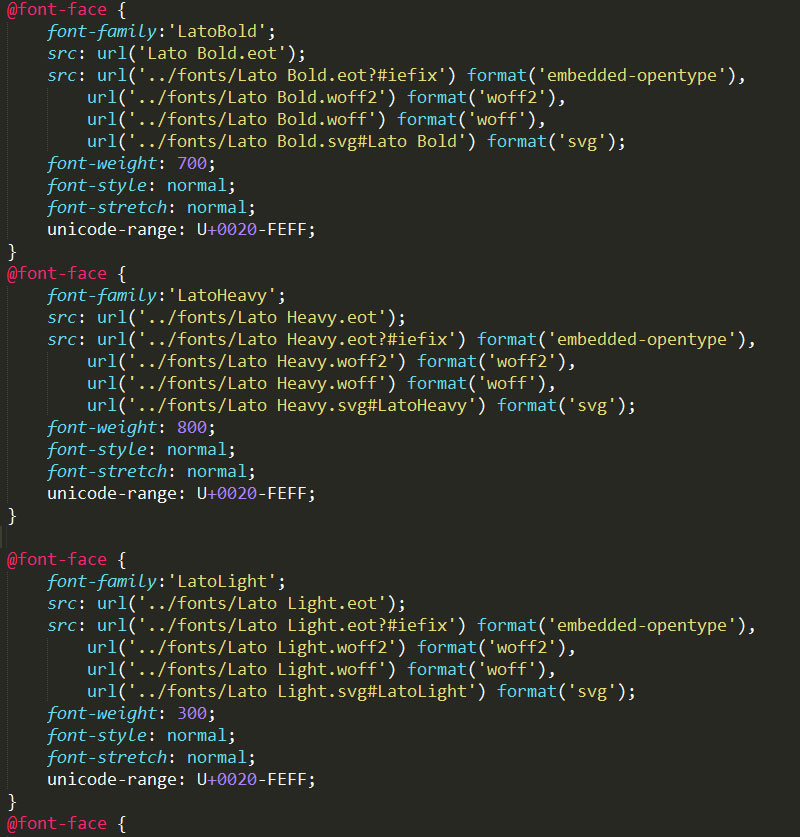 @font-face {
font-family:'LatoBold';
src: url('Lato Bold.eot');
src: url('../fonts/Lato Bold.eot?#iefix') format('embedded-opentype'),
url('../fonts/Lato Bold.woff2') format('woff2'),
url('../fonts/Lato Bold.woff') format('woff'),
url('../fonts/Lato Bold.svg#Lato Bold') format('svg');
font-weight: 700;
font-style: normal;
font-stretch: normal;
unicode-range: U+0020-FEFF;
}
@font-face {
font-family:'LatoHeavy';
src: url('../fonts/Lato Heavy.eot');
src: url('../fonts/Lato Heavy.eot?#iefix') format('embedded-opentype'),
url('../fonts/Lato Heavy.woff2') format('woff2'),
url('../fonts/Lato Heavy.woff') format('woff'),
url('../fonts/Lato Heavy.svg#LatoHeavy') format('svg');
font-weight: 800;
font-style: normal;
font-stretch: normal;
unicode-range: U+0020-FEFF;
}
@font-face {
font-family:'LatoLight';
src: url('../fonts/Lato Light.eot');
src: url('../fonts/Lato Light.eot?#iefix') format('embedded-opentype'),
url('../fonts/Lato Light.woff2') format('woff2'),
url('../fonts/Lato Light.woff') format('woff'),
url('../fonts/Lato Light.svg#LatoLight') format('svg');
font-weight: 300;
font-style: normal;
font-stretch: normal;
unicode-range: U+0020-FEFF;
}
@font-face {